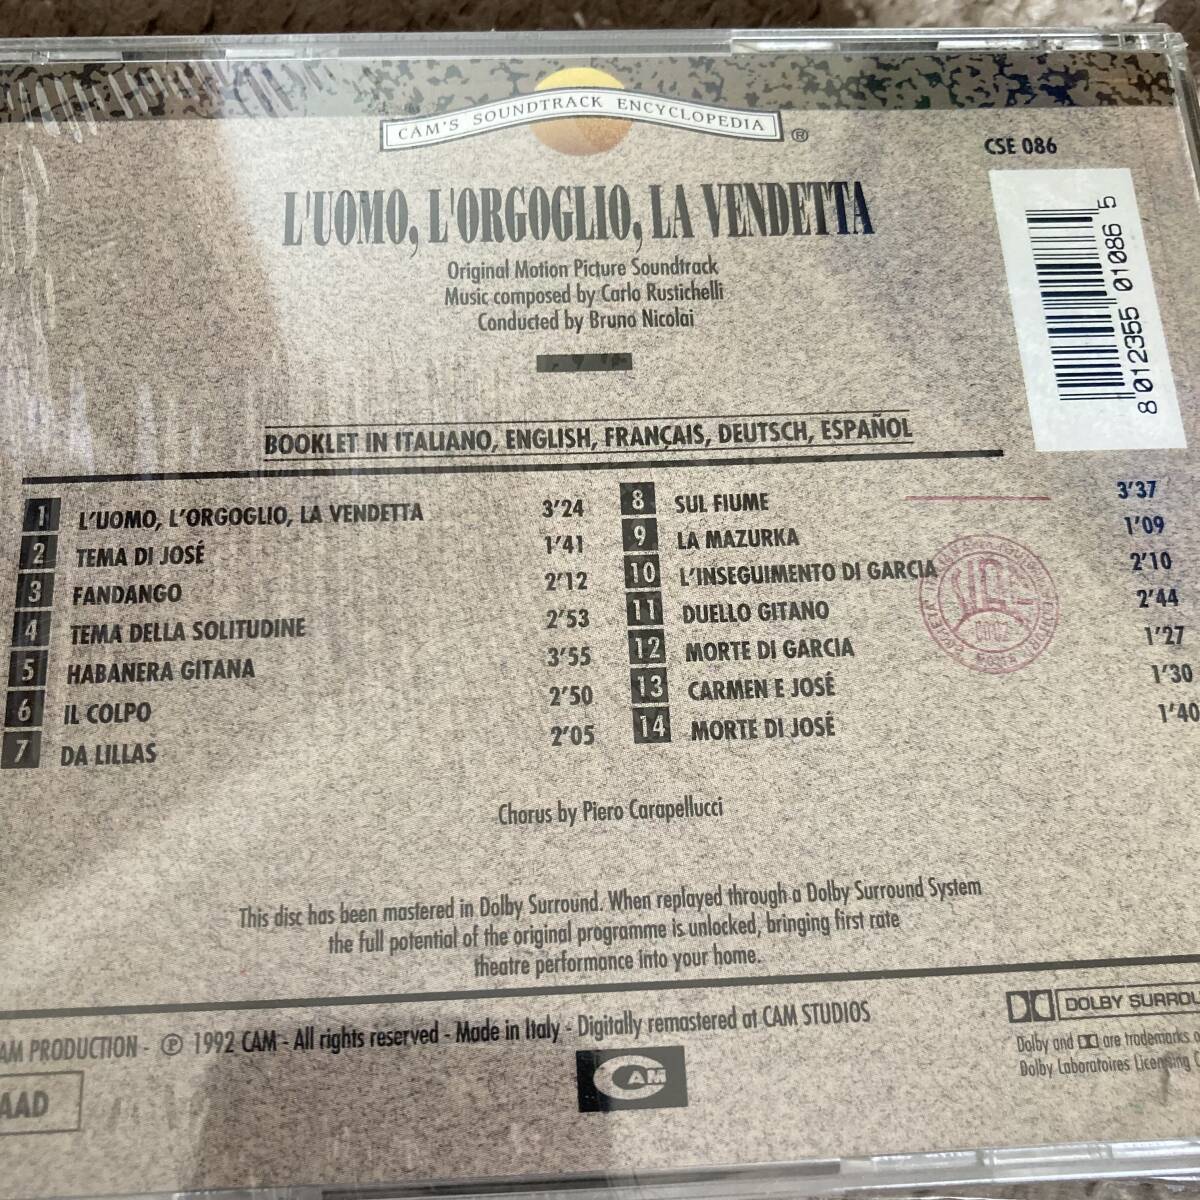 CAM'S SOUNDTRACK ENCYCLOPEDIA ®
CSE 086
8 012355 01086 5
L'UOMO, L'ORGOGLIO, LA VENDETTA
Original Motion Picture Soundtrack
Music composed by Carlo Rustichelli
Conducted by Bruno Nicolai
BOOKLET IN ITALIANO, ENGLISH, FRANÇAIS, DEUTSCH, ESPAÑOL
1 L'UOMO, L'ORGOGLIO, LA VENDETTA 3'24
2 TEMA DI JOSÉ 1'41
3 FANDANGO 2'12
4 TEMA DELLA SOLITUDINE 2'53
5 HABANERA GITANA 3'55
6 IL COLPO 2'50
7 DA LILLAS 2'05
8 SUL FIUME 3'37
9 LA MAZURKA 1'09
10 L'INSEGUIMENTO DI GARCIA 2'10
11 DUELLO GITANO 2'44
12 MORTE DI GARCIA 1'27
13 CARMEN E JOSÉ 1'30
14 MORTE DI JOSÉ 1'40
Chorus by Piero Carapellucci
This disc has been mastered in Dolby Surround. When replayed through a Dolby Surround System
the full potential of the original programme is unlocked, bringing first rate
theatre performance into your home.
AM PRODUCTION - ℗ 1992 CAM - All rights reserved - Made in Italy - Digitally remastered at CAM STUDIOS
DOLBY SURROU
Dolby and are trademarks o
Dolby Laboratoires Licensing
CAM
AAD